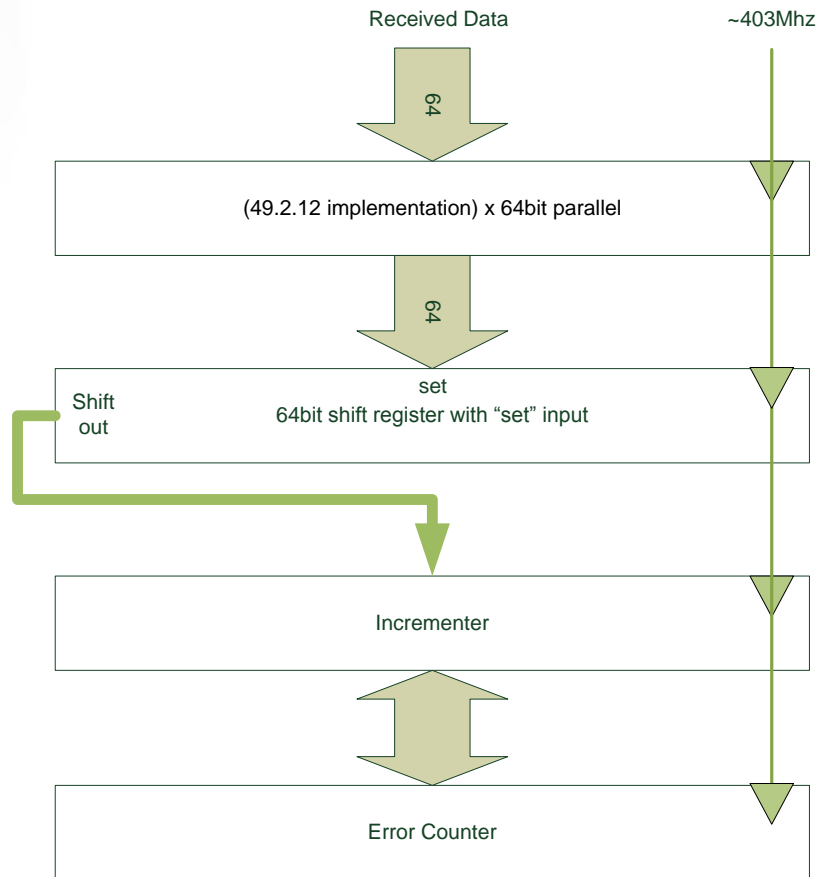 Received Data
~403Mhz
64
(49.2.12 implementation) x 64bit parallel
64
set
Shift
out
64bit shift register with “set” input
Incrementer
Error Counter